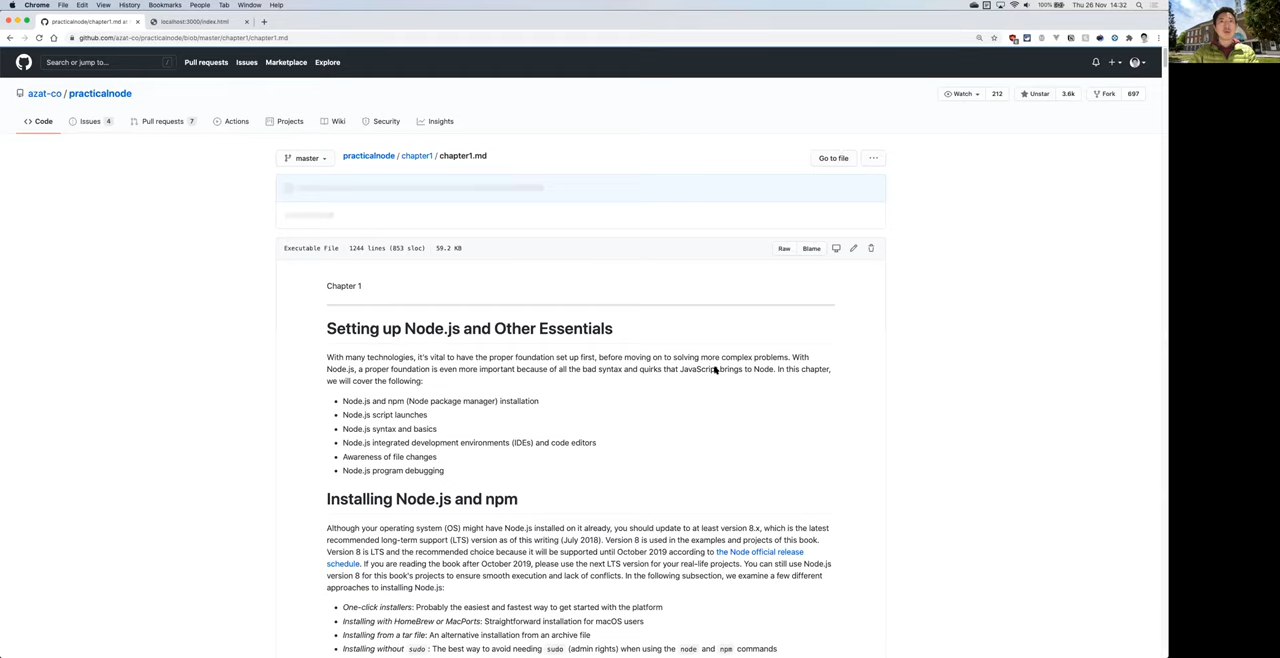 Chrome File Edit View History Bookmarks People Tab Window Help 100% Thu 26 Nov 14:32
practicalnode/chapter1.md at localhost:3000/index.html
github.com/azat-co/practicalnode/blob/master/chapter1/chapter1.md
Search or jump to... / Pull requests Issues Marketplace Explore
azat-co / practicalnode Watch 212 Unstar 3.6k Fork 697
Code Issues 4 Pull requests 7 Actions Projects Wiki Security Insights
master practicalnode / chapter1 / chapter1.md Go to file ...
Executable File 1244 lines (853 sloc) 59.2 KB Raw Blame
Chapter 1
Setting up Node.js and Other Essentials
With many technologies, it's vital to have the proper foundation set up first, before moving on to solving more complex problems. With
Node.js, a proper foundation is even more important because of all the bad syntax and quirks that JavaScript brings to Node. In this chapter,
we will cover the following:
• Node.js and npm (Node package manager) installation
• Node.js script launches
• Node.js syntax and basics
• Node.js integrated development environments (IDEs) and code editors
• Awareness of file changes
• Node.js program debugging
Installing Node.js and npm
Although your operating system (OS) might have Node.js installed on it already, you should update to at least version 8.x, which is the latest
recommended long-term support (LTS) version as of this writing (July 2018). Version 8 is used in the examples and projects of this book.
Version 8 is LTS and the recommended choice because it will be supported until October 2019 according to the Node official release
schedule. If you are reading the book after October 2019, please use the next LTS version for your real-life projects. You can still use Node.js
version 8 for this book's projects to ensure smooth execution and lack of conflicts. In the following subsection, we examine a few different
approaches to installing Node.js:
• One-click installers: Probably the easiest and fastest way to get started with the platform
• Installing with HomeBrew or MacPorts: Straightforward installation for macOS users
• Installing from a tar file: An alternative installation from an archive file
• Installing without sudo : The best way to avoid needing sudo (admin rights) when using the node and npm commands